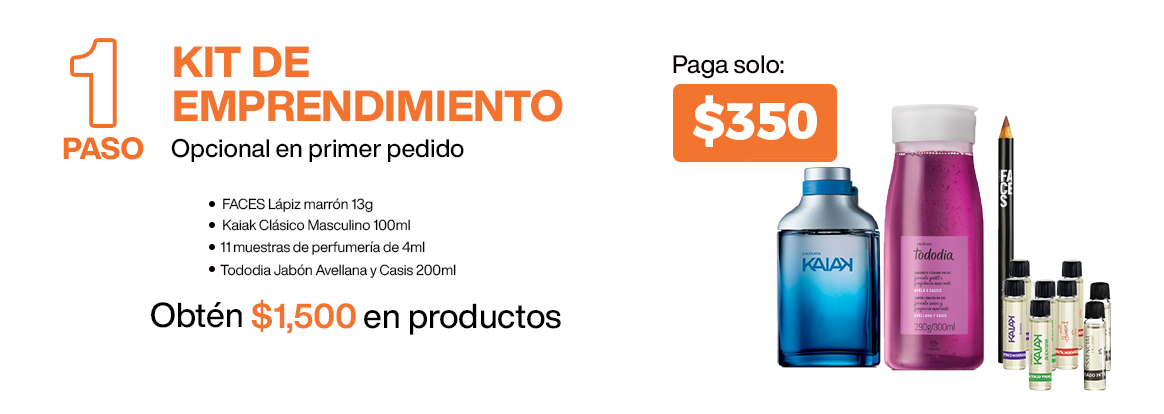 1
PASO
KIT DE
EMPRENDIMIENTO
Opcional en primer pedido
• FACES Lápiz marrón 13g
• Kaiak Clásico Masculino 100ml
• 11 muestras de perfumería de 4ml
• Tododia Jabón Avellana y Casis 200ml
Obtén $1,500 en productos
Paga solo:
$350
KAIAK
tododia
AVELLANA Y CASIS
290g/300ml
FACES
KAIAK
KAIAK